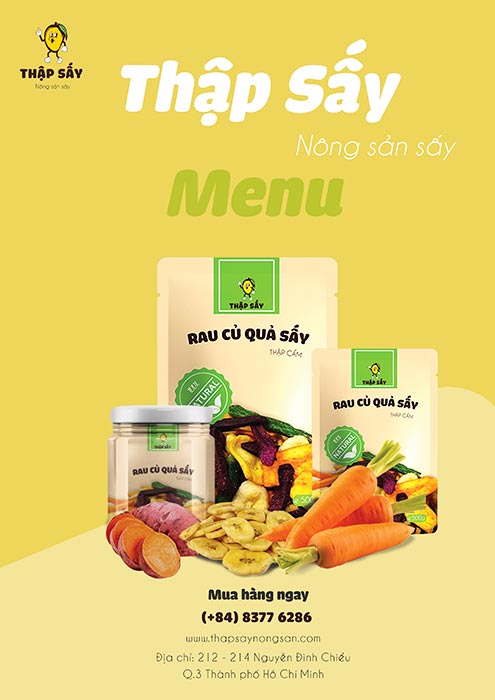 THẬP SẤY
Nông sản sấy
Thập Sấy
Nông sản sấy
Menu
THẬP SẤY
RAU CỦ QUẢ SẤY
THẬP CẨM
NATURAL
THẬP SẤY
RAU CỦ QUẢ SẤY
THẬP CẨM
NATURAL
THẬP SẤY
RAU CỦ QUẢ SẤY
Mua hàng ngay
(+84) 8377 6286
www.thapsaynongsan.com
Địa chỉ: 212 - 214 Nguyễn Đình Chiểu
Q.3 Thành phố Hồ Chí Minh